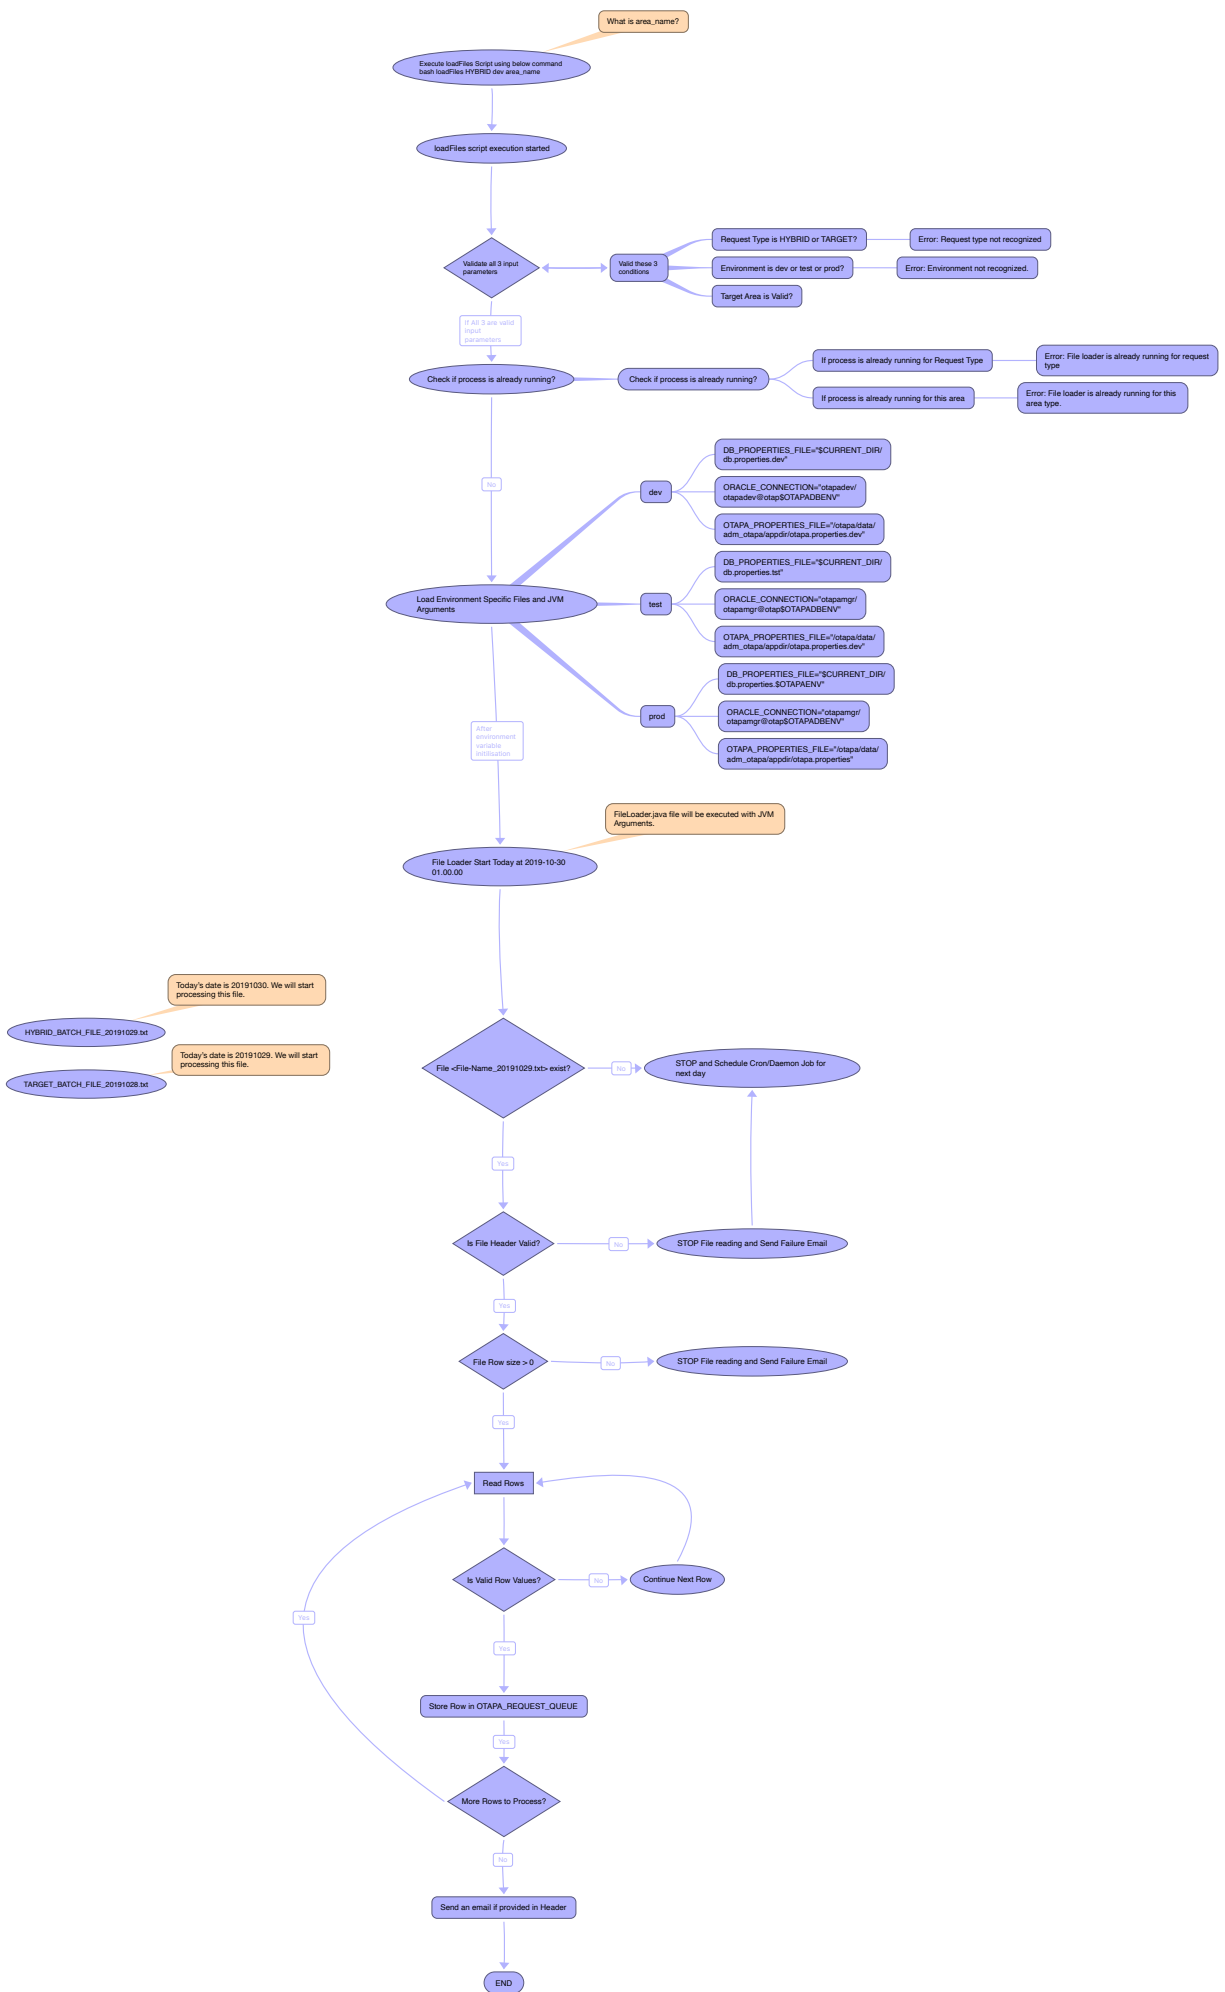 What is area_name?
Execute loadFiles Script using below command
bash loadFiles HYBRID dev area_name
loadFiles script execution started
Validate all 3 input
parameters
Valid these 3
conditions
Request Type is HYBRID or TARGET?
Error: Request type not recognized
Environment is dev or test or prod?
Error: Environment not recognized.
Target Area is Valid?
If All 3 are valid
input
parameters
Check if process is already running?
Check if process is already running?
If process is already running for Request Type
Error: File loader is already running for request
type
If process is already running for this area
Error: File loader is already running for this
area type.
No
Load Environment Specific Files and JVM
Arguments
dev
DB_PROPERTIES_FILE="$CURRENT_DIR/
db.properties.dev"
ORACLE_CONNECTION="otapadev/
otapadev@otap$OTAPADBENV"
OTAPA_PROPERTIES_FILE="/otapa/data/
adm_otapa/appdir/otapa.properties.dev"
test
DB_PROPERTIES_FILE="$CURRENT_DIR/
db.properties.tst"
ORACLE_CONNECTION="otapamgr/
otapamgr@otap$OTAPADBENV"
OTAPA_PROPERTIES_FILE="/otapa/data/
adm_otapa/appdir/otapa.properties.dev"
prod
DB_PROPERTIES_FILE="$CURRENT_DIR/
db.properties.$OTAPAENV"
ORACLE_CONNECTION="otapamgr/
otapamgr@otap$OTAPADBENV"
OTAPA_PROPERTIES_FILE="/otapa/data/
adm_otapa/appdir/otapa.properties"
After
environment
variable
initilisation
FileLoader.java file will be executed with JVM
Arguments.
File Loader Start Today at 2019-10-30
01.00.00
Today's date is 20191030. We will start
processing this file.
HYBRID_BATCH_FILE_20191029.txt
Today's date is 20191029. We will start
processing this file.
TARGET_BATCH_FILE_20191028.txt
File <File-Name_20191029.txt> exist?
No
STOP and Schedule Cron/Daemon Job for
next day
Yes
Is File Header Valid?
No
STOP File reading and Send Failure Email
Yes
File Row size > 0
No
STOP File reading and Send Failure Email
Yes
Read Rows
Is Valid Row Values?
No
Continue Next Row
Yes
Yes
Store Row in OTAPA_REQUEST_QUEUE
Yes
More Rows to Process?
No
Send an email if provided in Header
END